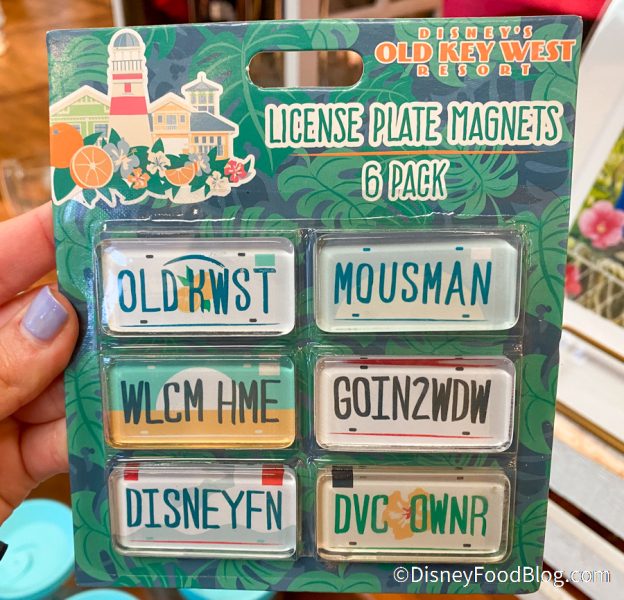 DISNEY'S
OLD KEY WEST
RESORT
LICENSE PLATE MAGNETS
6 PACK
OLD KWST
MOUSMAN
WLCM HME
GOIN2WDW
DISNEYFN
DVC OWNR
©DisneyFoodBlog.com